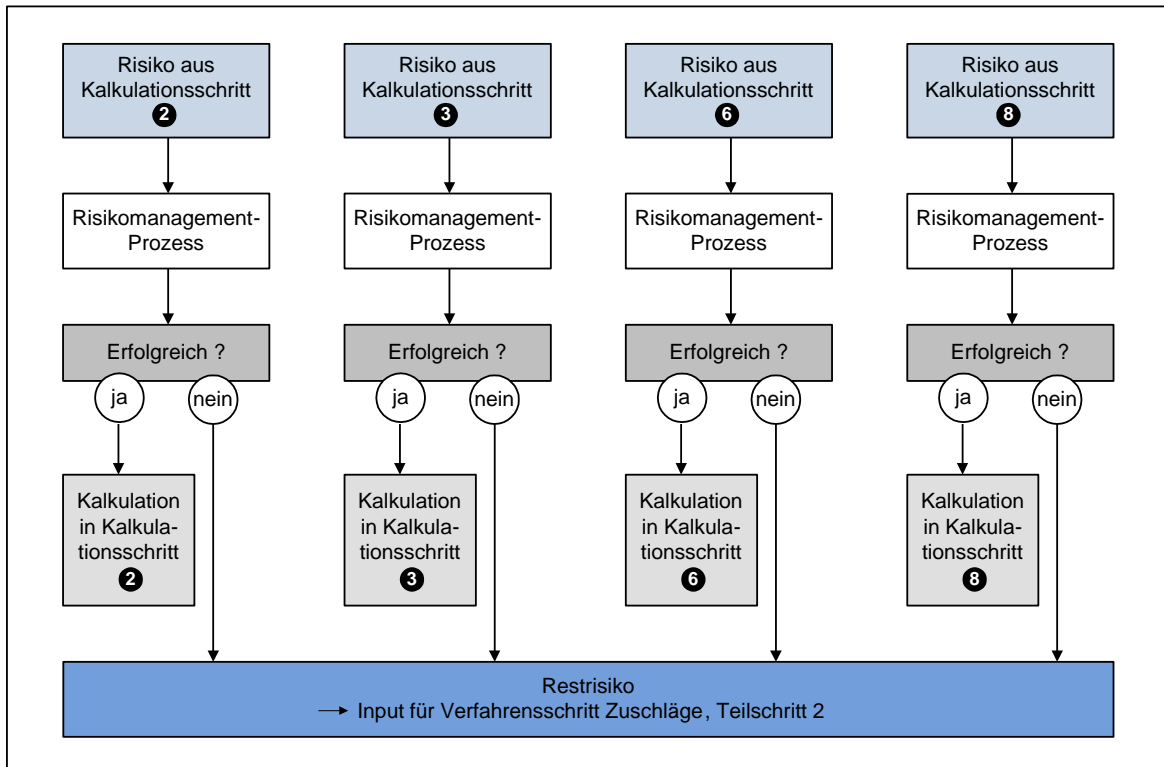 Risiko aus
Kalkulationsschritt
2
Risiko aus
Kalkulationsschritt
3
Risiko aus
Kalkulationsschritt
6
Risiko aus
Kalkulationsschritt
8
Risikomanagement-
Prozess
Risikomanagement-
Prozess
Risikomanagement-
Prozess
Risikomanagement-
Prozess
Erfolgreich ?
Erfolgreich ?
Erfolgreich ?
Erfolgreich ?
ja
nein
ja
nein
ja
nein
ja
nein
Kalkulation
in Kalkula-
tionsschritt
2
Kalkulation
in Kalkula-
tionsschritt
3
Kalkulation
in Kalkula-
tionsschritt
6
Kalkulation
in Kalkula-
tionsschritt
8
Restrisiko
→ Input für Verfahrensschritt Zuschläge, Teilschritt 2